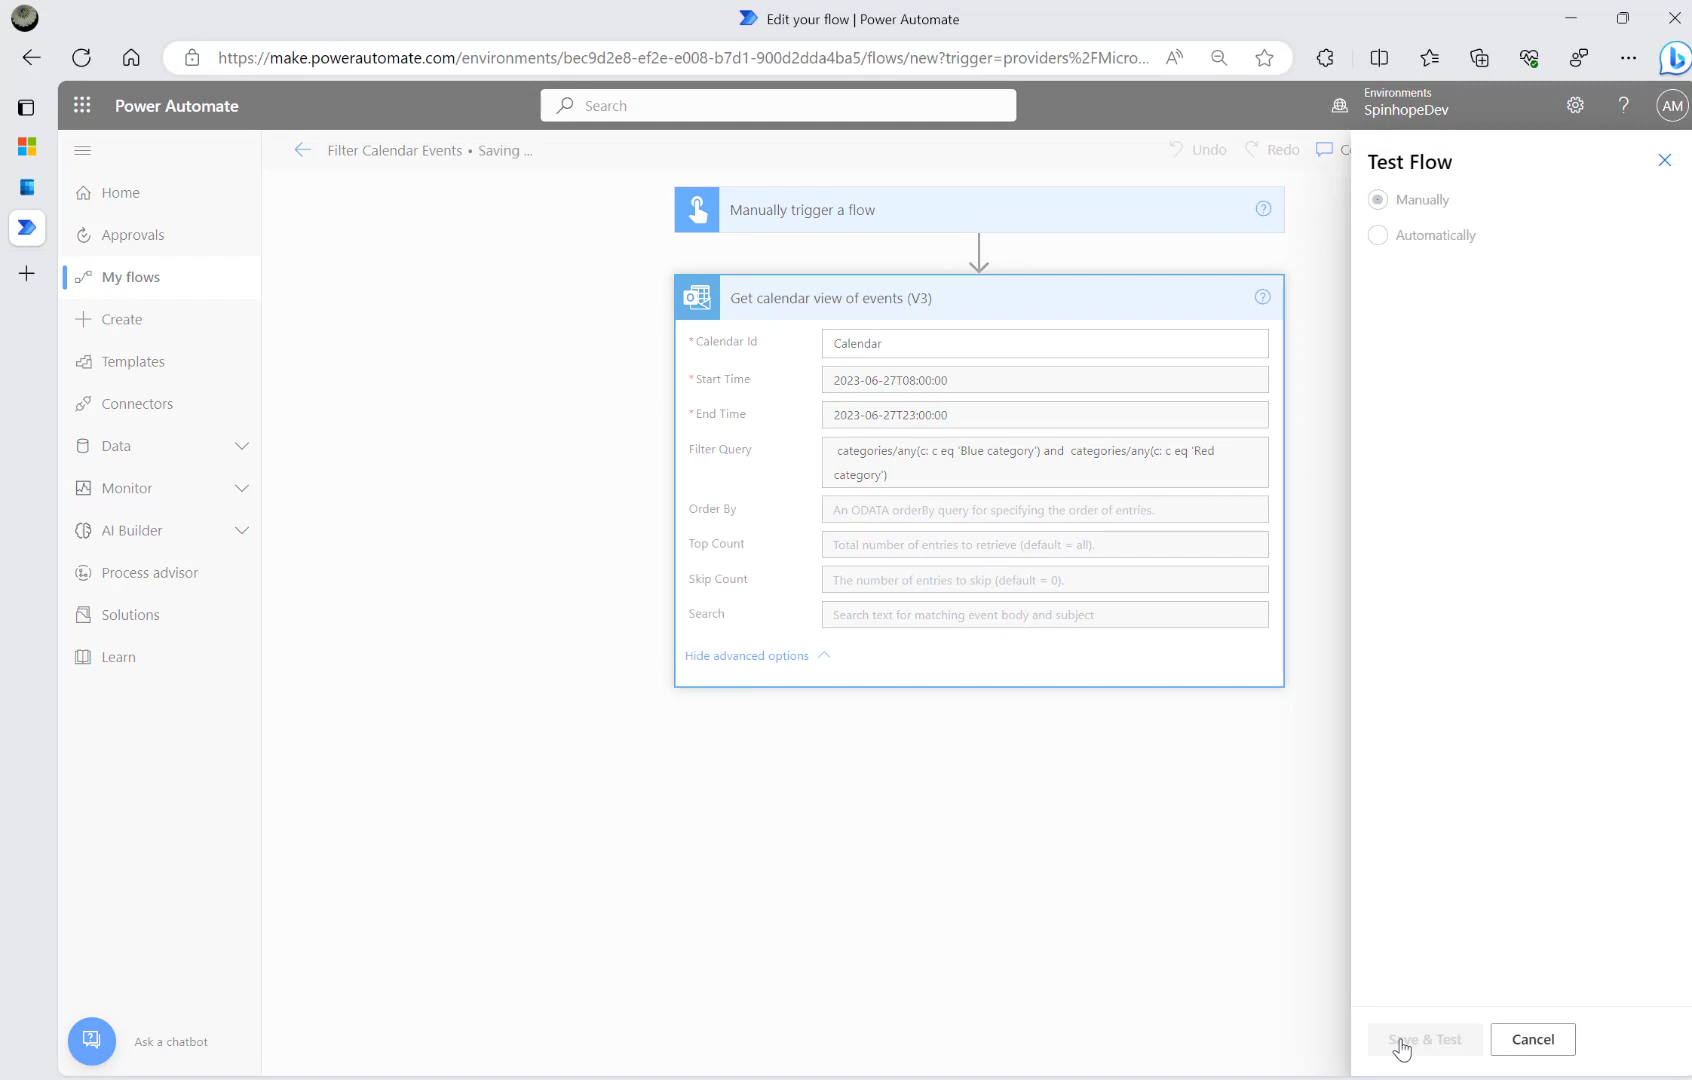 Edit your flow | Power Automate
https://make.powerautomate.com/environments/bec9d2e8-ef2e-e008-b7d1-900d2dda4ba5/flows/new?trigger=providers%2FMicro...
Power Automate
Search
Environments
SpinhopeDev
AM
Filter Calendar Events • Saving ...
Undo
Redo
Home
Approvals
My flows
Create
Templates
Connectors
Data
Monitor
AI Builder
Process advisor
Solutions
Learn
Ask a chatbot
Manually trigger a flow
Get calendar view of events (V3)
* Calendar Id
Calendar
* Start Time
2023-06-27T08:00:00
* End Time
2023-06-27T23:00:00
Filter Query
categories/any(c: c eq 'Blue category') and  categories/any(c: c eq 'Red
category')
Order By
An ODATA orderBy query for specifying the order of entries.
Top Count
Total number of entries to retrieve (default = all).
Skip Count
The number of entries to skip (default = 0).
Search
Search text for matching event body and subject
Hide advanced options
Test Flow
Manually
Automatically
Save & Test
Cancel